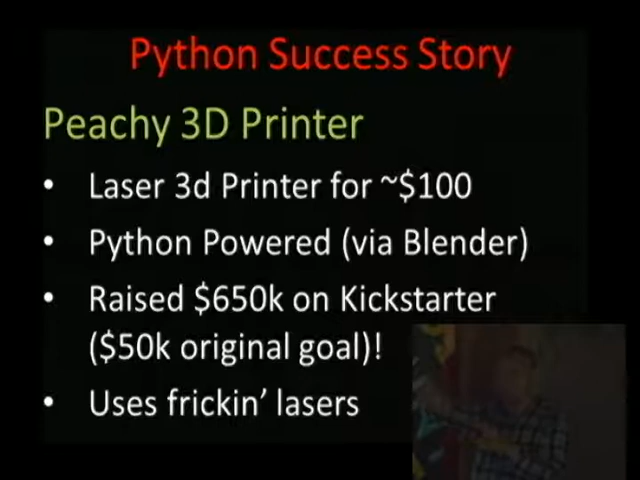 Python Success Story
Peachy 3D Printer
• Laser 3d Printer for ~$100
• Python Powered (via Blender)
• Raised $650k on Kickstarter
($50k original goal)!
• Uses frickin’ lasers